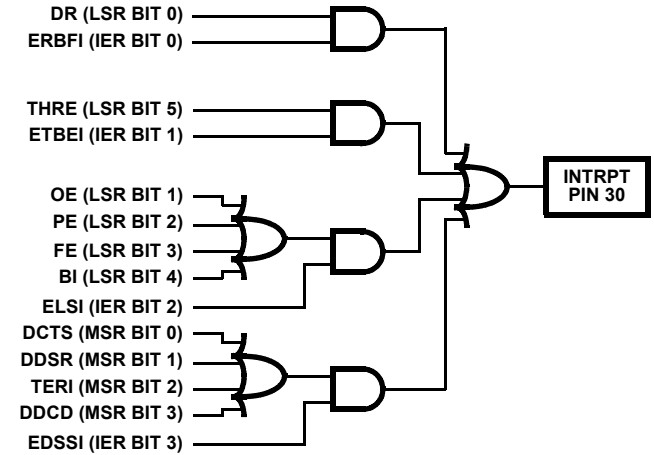 DR (LSR BIT 0)
ERBFI (IER BIT 0)
THRE (LSR BIT 5)
ETBEI (IER BIT 1)
OE (LSR BIT 1)
PE (LSR BIT 2)
FE (LSR BIT 3)
BI (LSR BIT 4)
ELSI (IER BIT 2)
DCTS (MSR BIT 0)
DDSR (MSR BIT 1)
TERI (MSR BIT 2)
DDCD (MSR BIT 3)
EDSSI (IER BIT 3)
INTRPT
PIN 30